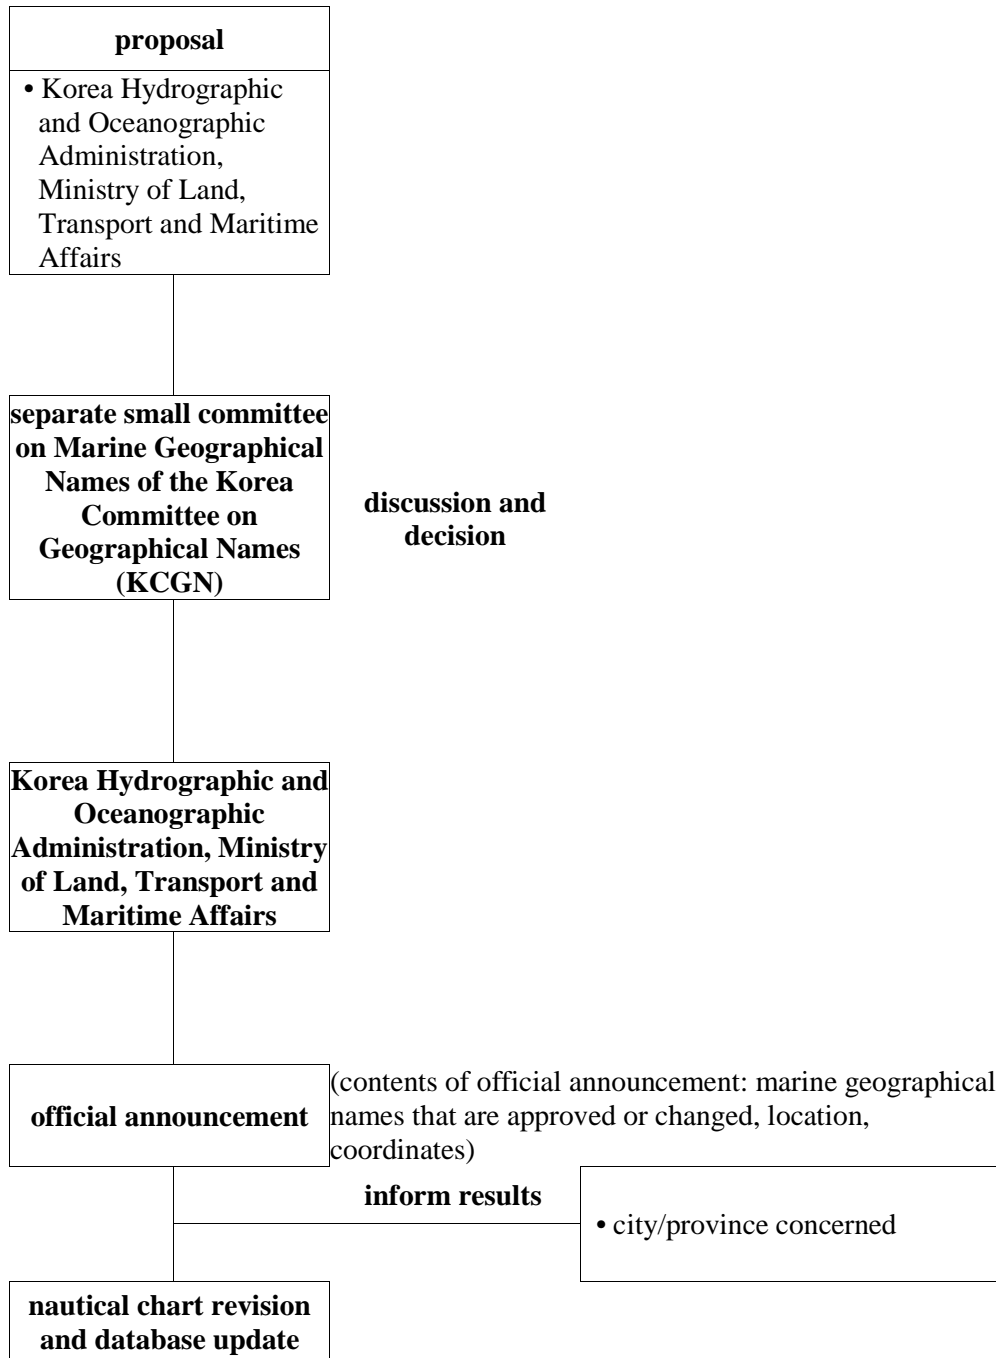 proposal
• Korea Hydrographic
and Oceanographic
Administration,
Ministry of Land,
Transport and Maritime
Affairs
separate small committee
on Marine Geographical
Names of the Korea
Committee on
Geographical Names
(KCGN)
discussion and
decision
Korea Hydrographic and
Oceanographic
Administration, Ministry
of Land, Transport and
Maritime Affairs
official announcement
(contents of official announcement: marine geographical
names that are approved or changed, location,
coordinates)
inform results
• city/province concerned
nautical chart revision
and database update